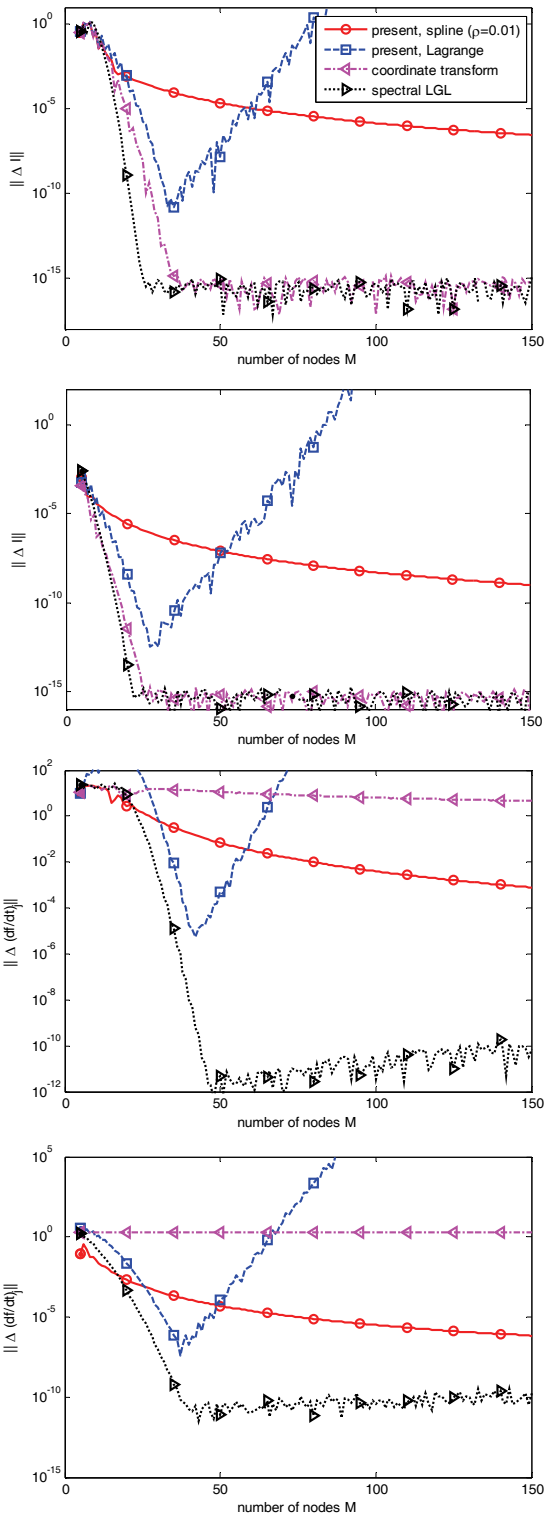 10^0
10^-5
10^-10
10^-15
|| Δ I||
0 50 100 150
number of nodes M
present, spline (ρ=0.01)
present, Lagrange
coordinate transform
spectral LGL
10^0
10^-5
10^-10
10^-15
|| Δ I||
0 50 100 150
number of nodes M
10^2
10^0
10^-2
10^-4
10^-6
10^-8
10^-10
10^-12
|| Δ (df/dt)_j||
0 50 100 150
number of nodes M
10^5
10^0
10^-5
10^-10
10^-15
|| Δ (df/dt)_j||
0 50 100 150
number of nodes M